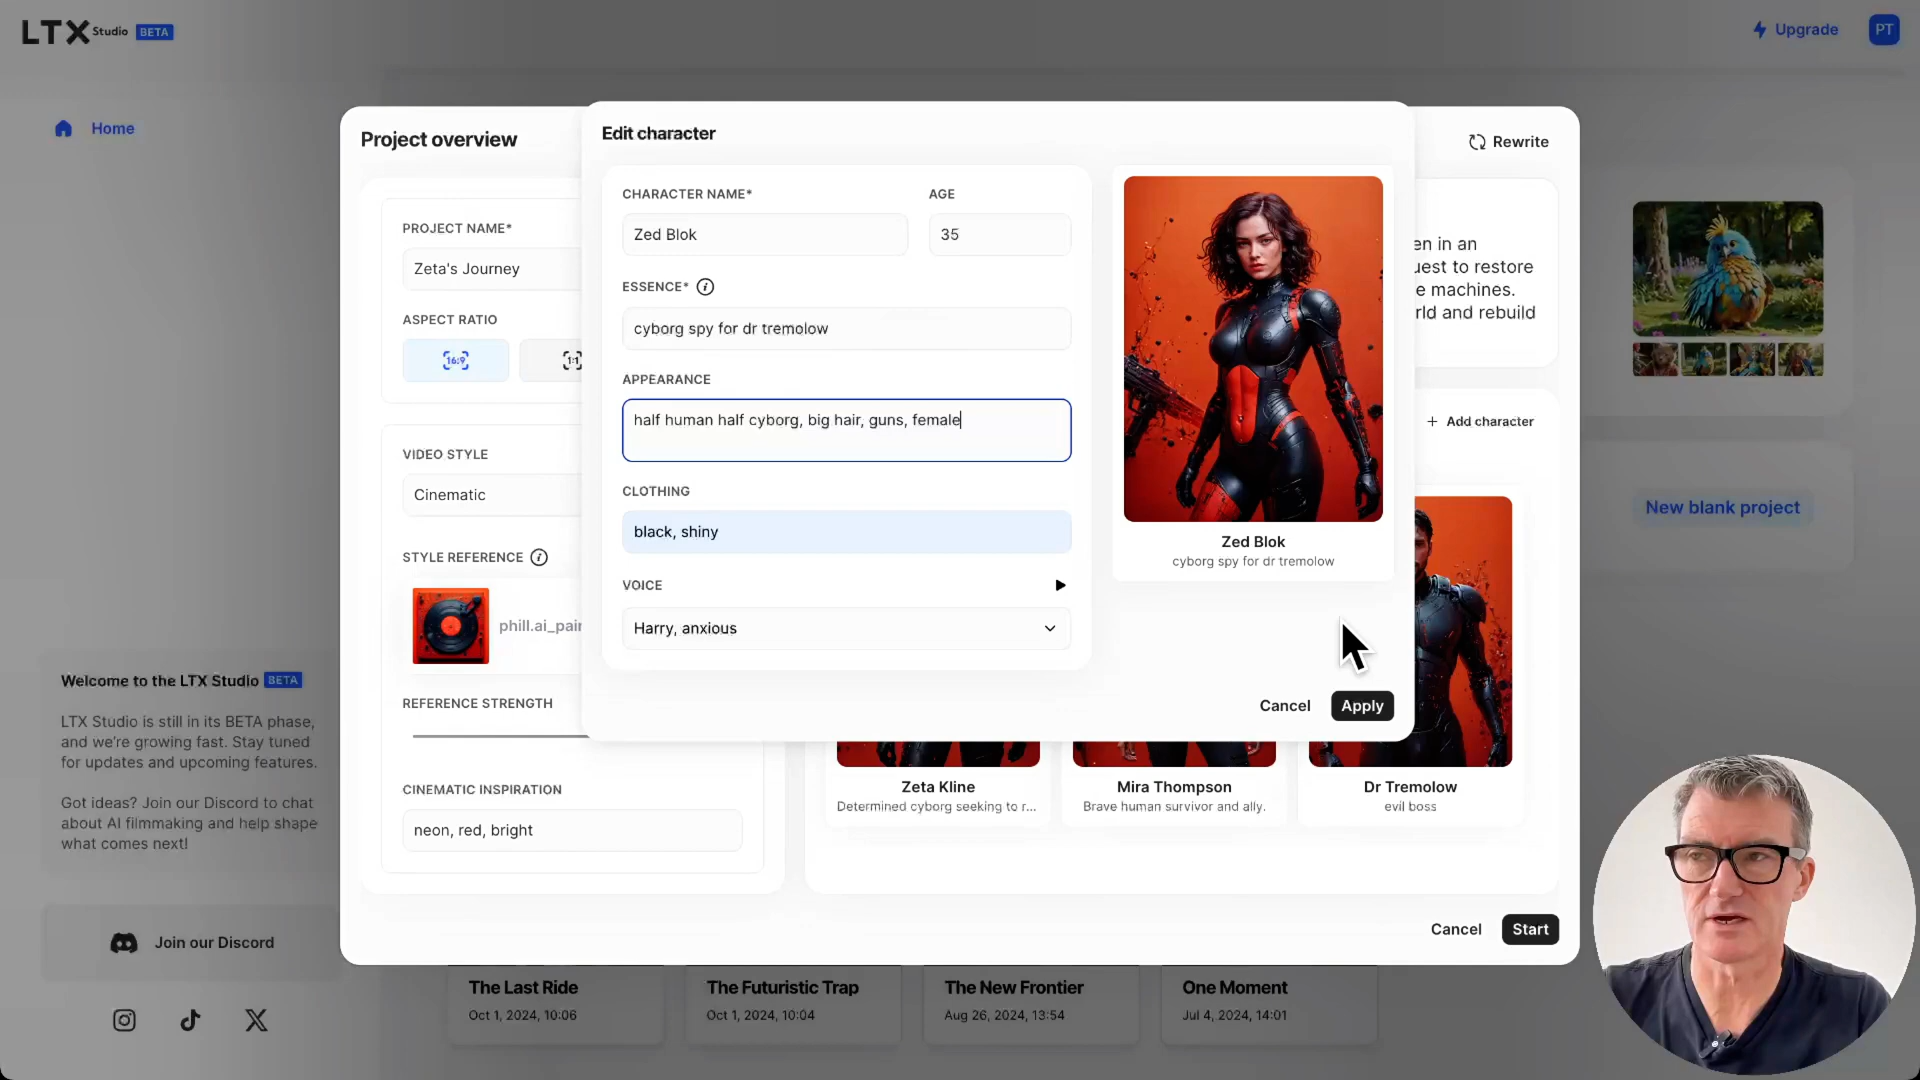 LTX Studio BETA
Upgrade
PT
Home
Project overview
PROJECT NAME*
Zeta's Journey
ASPECT RATIO
16:9
1:1
VIDEO STYLE
Cinematic
STYLE REFERENCE
phill.ai_pain
REFERENCE STRENGTH
CINEMATIC INSPIRATION
neon, red, bright
Edit character
CHARACTER NAME*
AGE
Zed Blok
35
ESSENCE*
cyborg spy for dr tremolow
APPEARANCE
half human half cyborg, big hair, guns, female
CLOTHING
black, shiny
VOICE
Harry, anxious
Zed Blok
cyborg spy for dr tremolow
Cancel
Apply
Rewrite
en in an
uest to restore
e machines.
rld and rebuild
Add character
Zeta Kline
Determined cyborg seeking to r...
Mira Thompson
Brave human survivor and ally.
Dr Tremolow
evil boss
Cancel
Start
New blank project
Welcome to the LTX Studio BETA
LTX Studio is still in its BETA phase,
and we're growing fast. Stay tuned
for updates and upcoming features.
Got ideas? Join our Discord to chat
about AI filmmaking and help shape
what comes next!
Join our Discord
The Last Ride
Oct 1, 2024, 10:06
The Futuristic Trap
Oct 1, 2024, 10:04
The New Frontier
Aug 26, 2024, 13:54
One Moment
Jul 4, 2024, 14:01